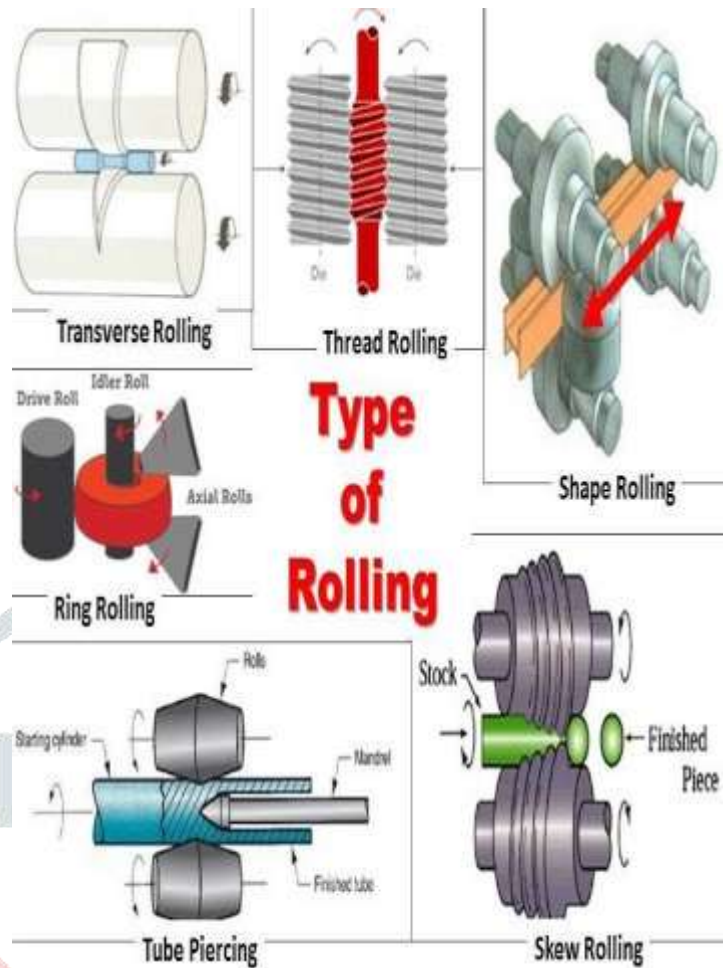 Transverse Rolling
Die
Die
Thread Rolling
Shape Rolling
Drive Roll
Idler Roll
Axial Rolls
Ring Rolling
Type
of
Rolling
Rolls
Starting cylinder
Mandrel
Finished tube
Tube Piercing
Stock
Finished
Piece
Skew Rolling